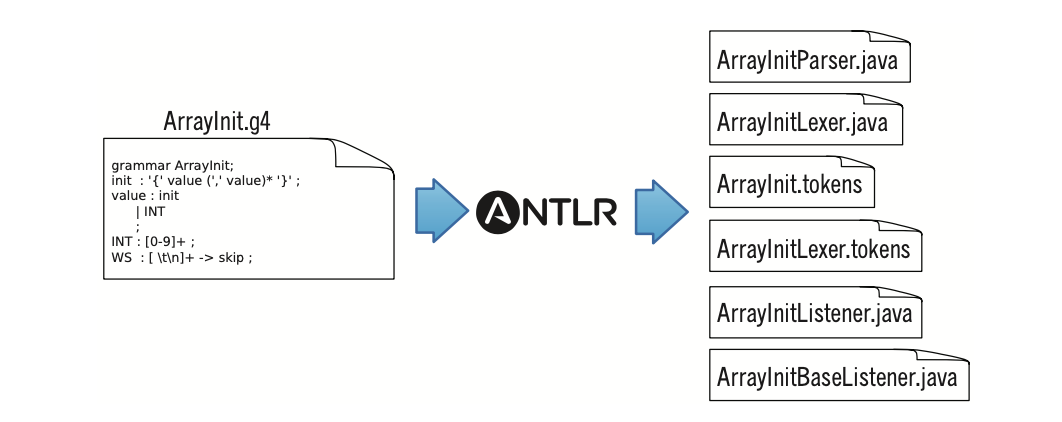 ArrayInit.g4
grammar ArrayInit;
init  : '{' value (',' value)* '}' ;
value : init
      | INT
      ;
INT : [0-9]+ ;
WS  : [ \t\n]+ -> skip ;
ANTLR
ArrayInitParser.java
ArrayInitLexer.java
ArrayInit.tokens
ArrayInitLexer.tokens
ArrayInitListener.java
ArrayInitBaseListener.java